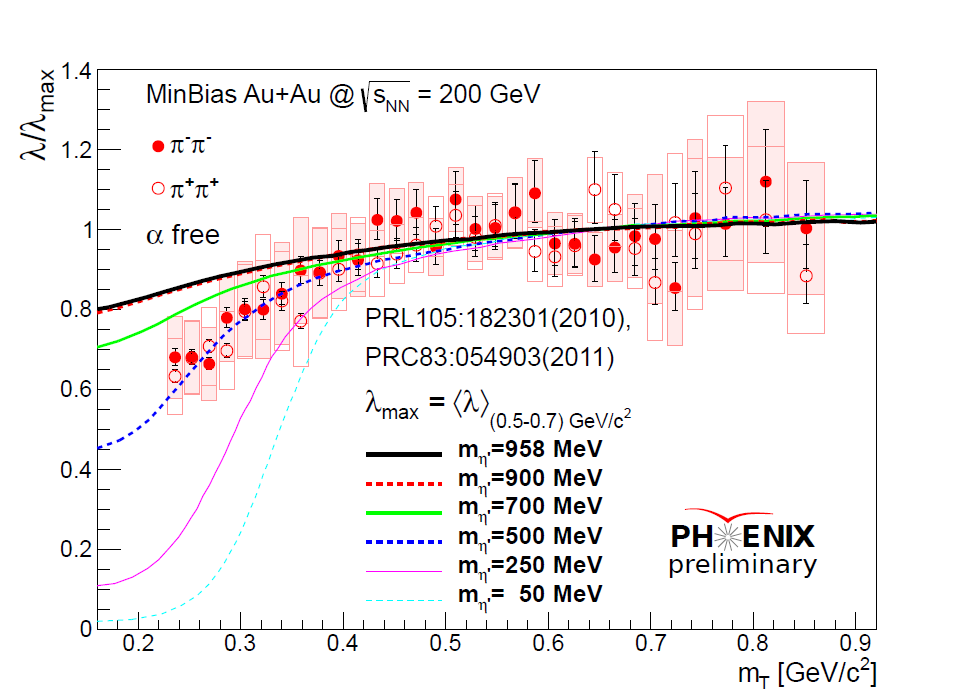 λ/λmax
1.4
1.2
1
0.8
0.6
0.4
0.2
0
MinBias Au+Au @ √sNN = 200 GeV
π-π-
π+π+
α free
PRL105:182301(2010),
PRC83:054903(2011)
λmax = ⟨λ⟩(0.5-0.7) GeV/c2
mη'=958 MeV
mη'=900 MeV
mη'=700 MeV
mη'=500 MeV
mη'=250 MeV
mη'= 50 MeV
PHENIX
preliminary
0.2 0.3 0.4 0.5 0.6 0.7 0.8 0.9
mT [GeV/c2]